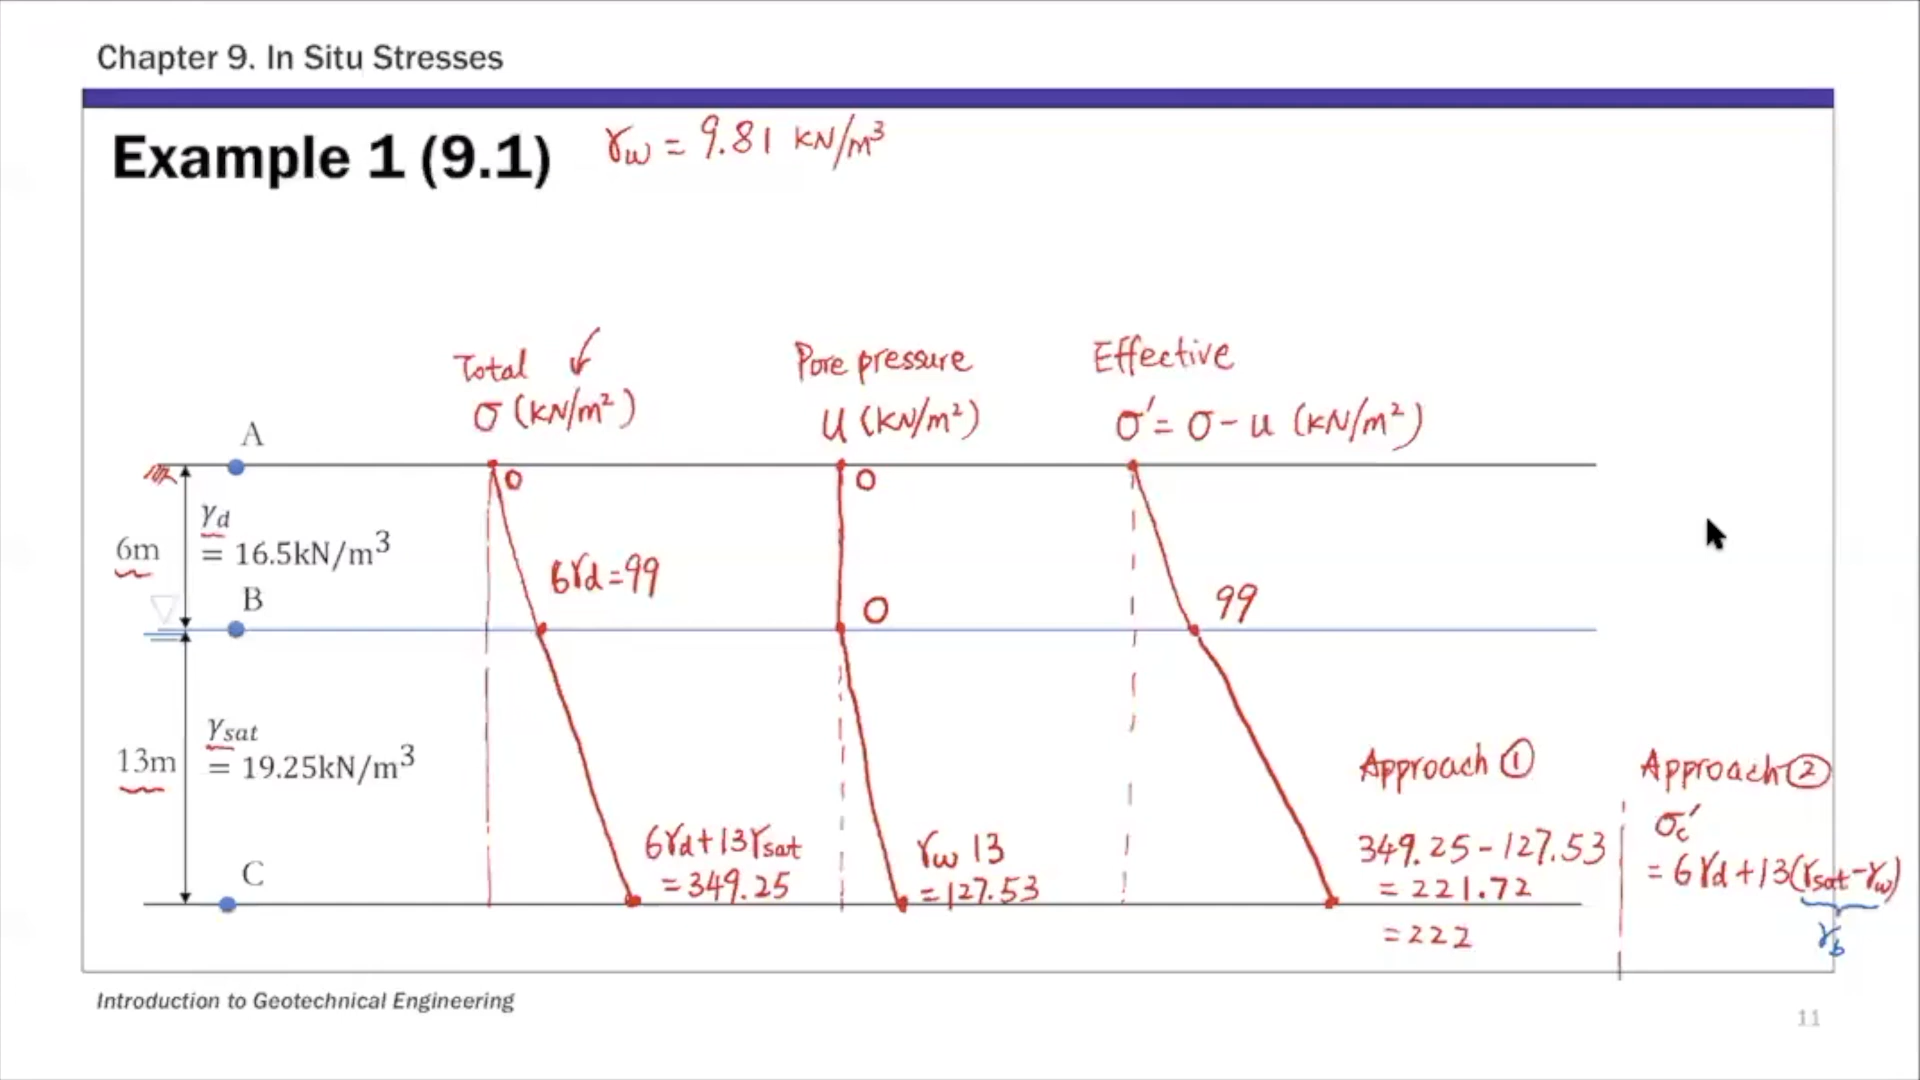 Chapter 9. In Situ Stresses
Example 1 (9.1)
γw = 9.81 KN/m³
Total
σ (KN/m²)
Pore pressure
u (KN/m²)
Effective
σ' = σ - u (KN/m²)
A
0
0
γd
= 16.5kN/m³
6m
6γd = 99
B
0
99
γsat
= 19.25kN/m³
13m
6γd + 13γsat
= 349.25
γw 13
= 127.53
Approach ①
349.25 - 127.53
= 221.72
= 222
Approach ②
σc'
= 6γd + 13(γsat - γw)
γb
C
Introduction to Geotechnical Engineering
11